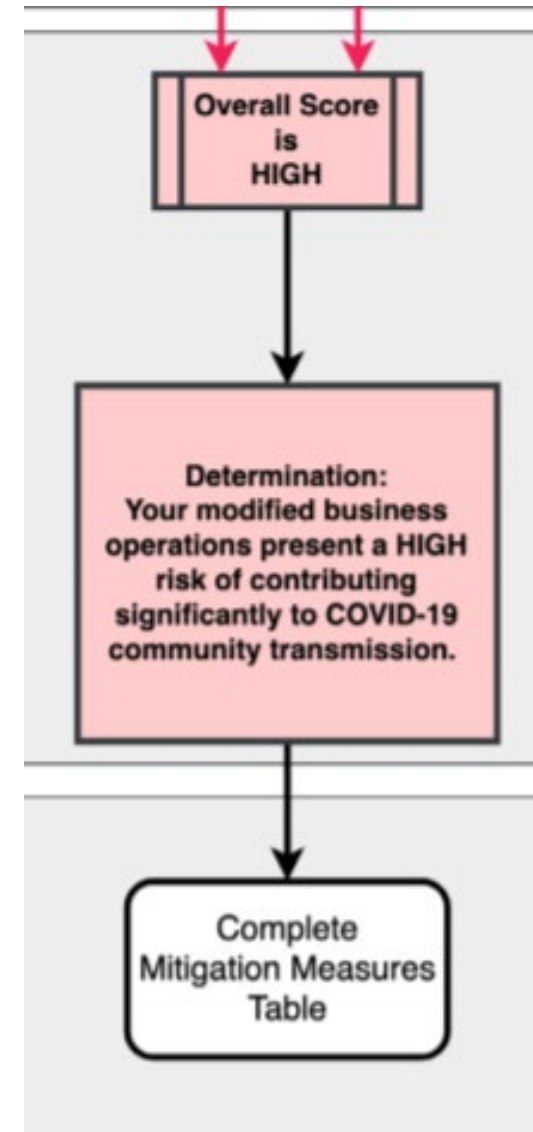 Overall Score
is
HIGH
Determination:
Your modified business
operations present a HIGH
risk of contributing
significantly to COVID-19
community transmission.
Complete
Mitigation Measures
Table